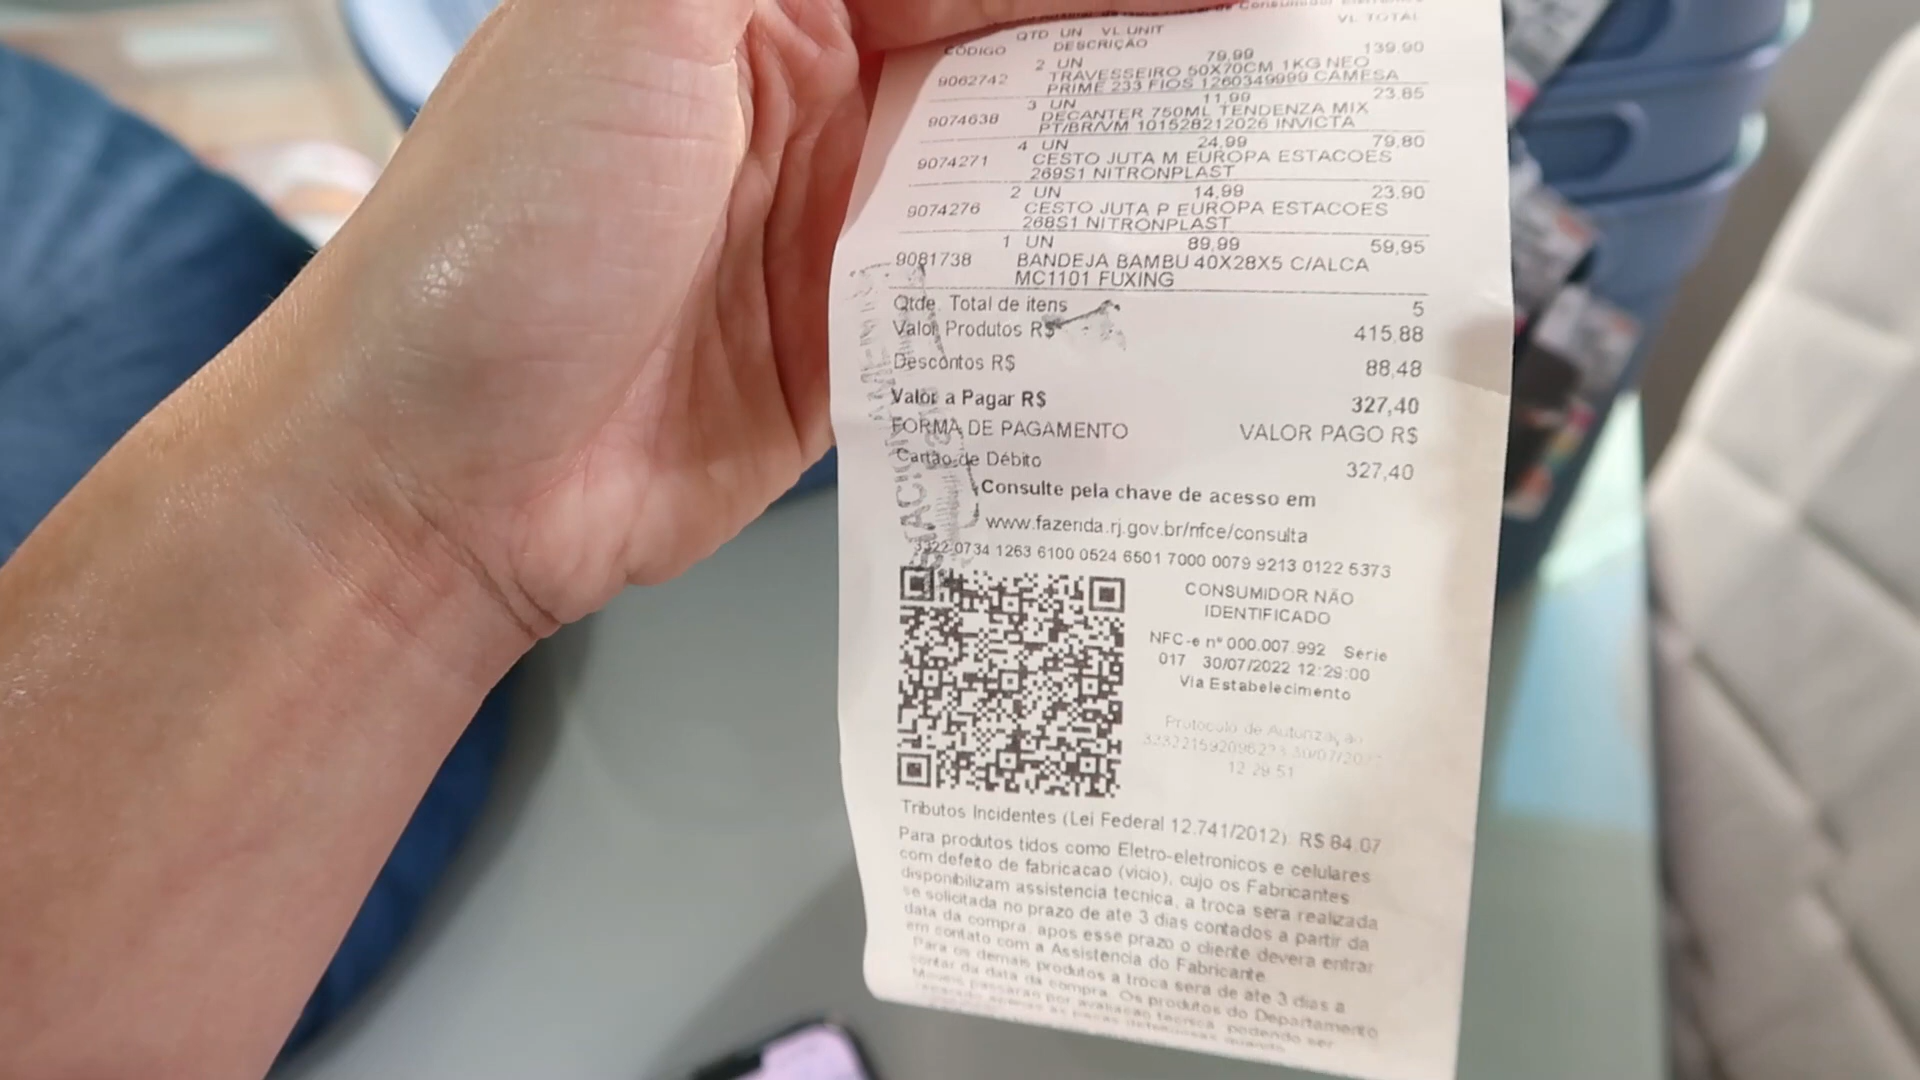 VL TOTAL
QTD UN VL UNIT
CÓDIGO DESCRIÇÃO
2 UN 79,99 139,90
9062742 TRAVESSEIRO 50X70CM 1KG NEO
PRIME 233 FIOS 1260349999 CAMESA
3 UN 11,99 23,85
9074638 DECANTER 750ML TENDENZA MIX
PT/BR/VM 101528212026 INVICTA
4 UN 24,99 79,80
9074271 CESTO JUTA M EUROPA ESTACOES
269S1 NITRONPLAST
2 UN 14,99 23,90
9074276 CESTO JUTA P EUROPA ESTACOES
268S1 NITRONPLAST
1 UN 89,99 59,95
9081738 BANDEJA BAMBU 40X28X5 C/ALCA
MC1101 FUXING
Qtde. Total de itens 5
Valor Produtos R$ 415,88
Descontos R$ 88,48
Valor a Pagar R$ 327,40
FORMA DE PAGAMENTO VALOR PAGO R$
Cartão de Débito 327,40
Consulte pela chave de acesso em
www.fazenda.rj.gov.br/nfce/consulta
3322 0734 1263 6100 0524 6501 7000 0079 9213 0122 5373
CONSUMIDOR NÃO
IDENTIFICADO
NFC-e nº 000.007.992 Serie
017 30/07/2022 12:29:00
Via Estabelecimento
Protocolo de Autorização
12:29:51
Tributos Incidentes (Lei Federal 12.741/2012): R$ 84,07
Para produtos tidos como Eletro-eletronicos e celulares
com defeito de fabricacao (vicio), cujo os Fabricantes
disponibilizam assistencia tecnica, a troca sera realizada
se solicitada no prazo de ate 3 dias contados a partir da
data da compra, apos esse prazo o cliente devera entrar
em contato com a Assistencia do Fabricante.
Para os demais produtos a troca sera de ate 3 dias a
contar da data da compra. Os produtos do Departamento
Moveis passarao por avaliacao tecnica, podendo ser